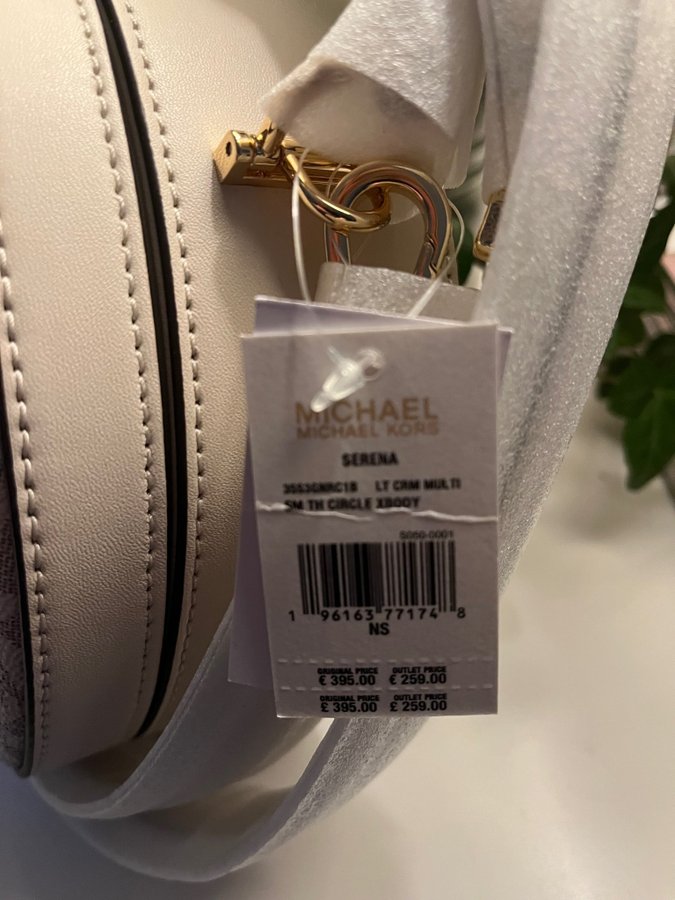 MICHAEL
MICHAEL KORS
SERENA
35S3GNRC1B LT CRM MULTI
SM TH CIRCLE XBODY
S050-0001
1 96163 77174 8
NS
ORIGINAL PRICE OUTLET PRICE
€ 395.00 € 259.00
ORIGINAL PRICE OUTLET PRICE
£ 395.00 £ 259.00